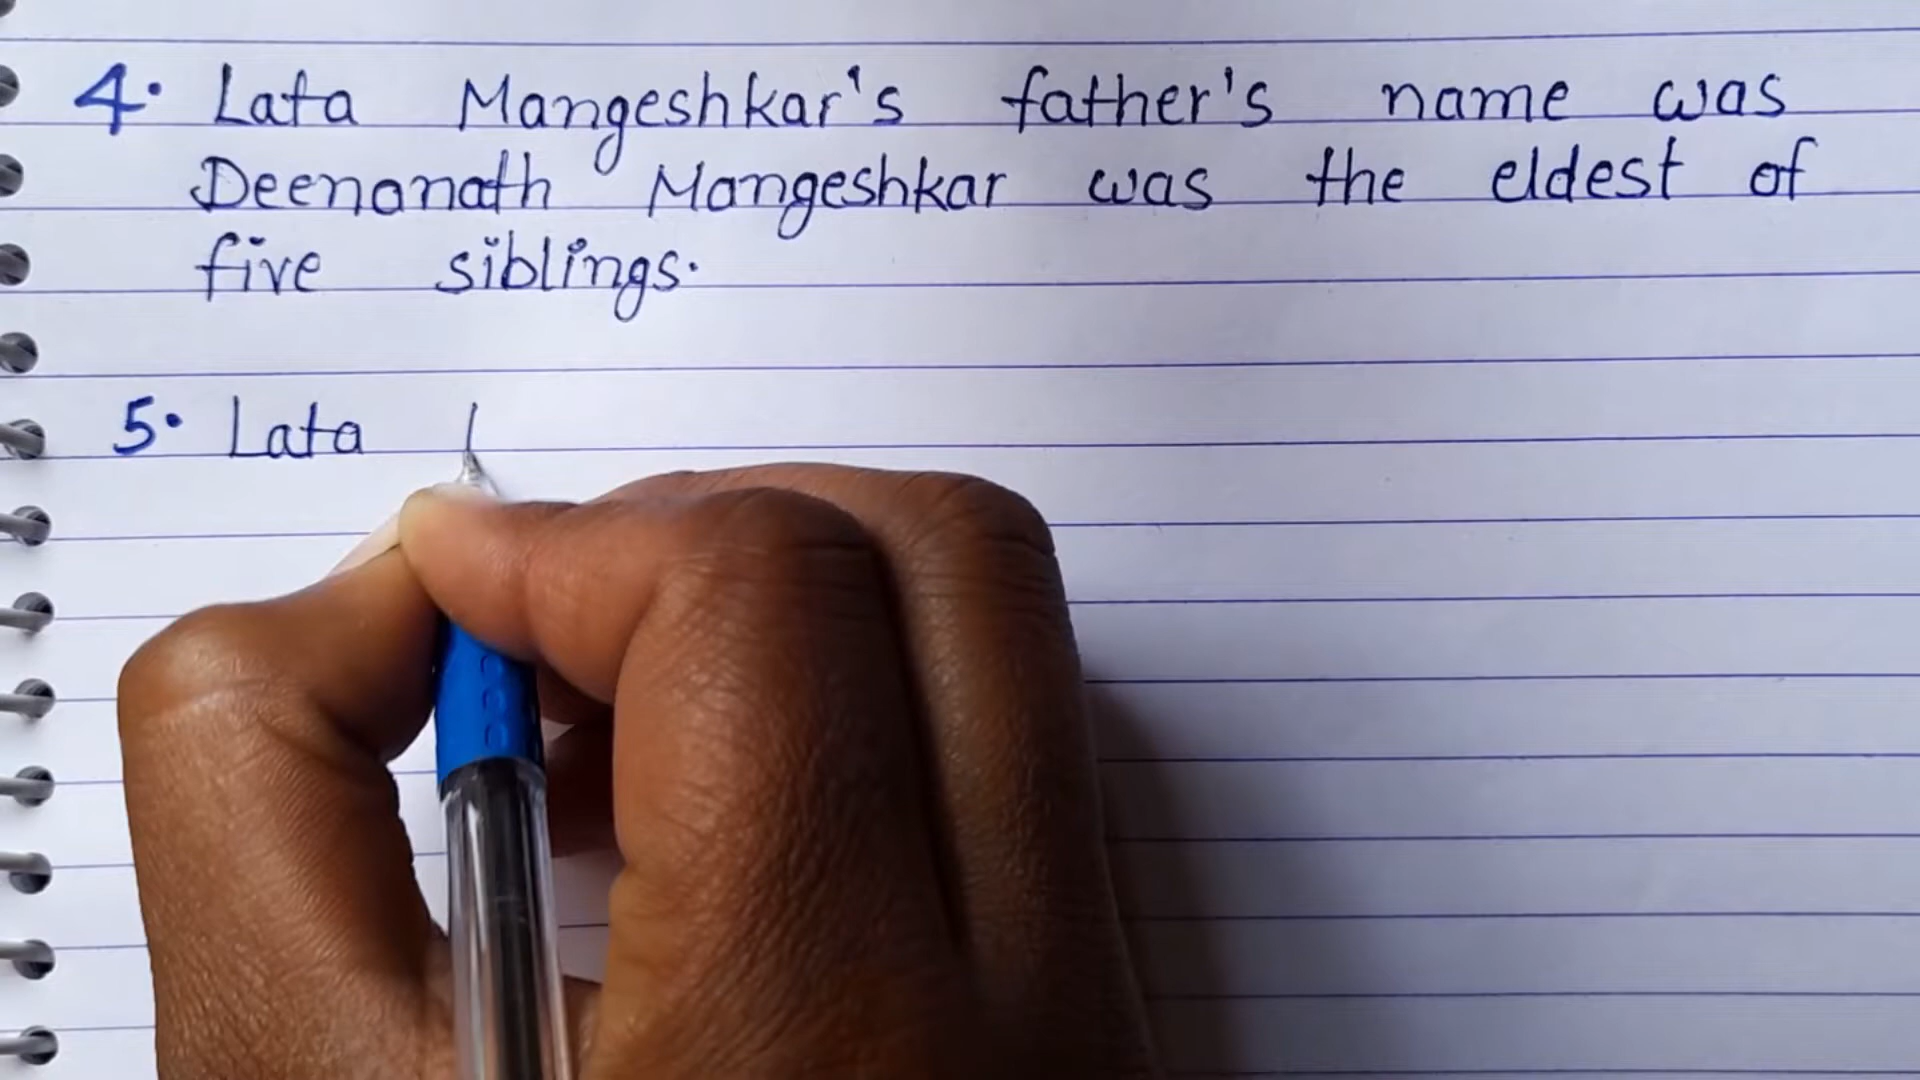 4. Lata Mangeshkar's father's name was
Deenanath Mangeshkar was the eldest of
five siblings.
5. Lata